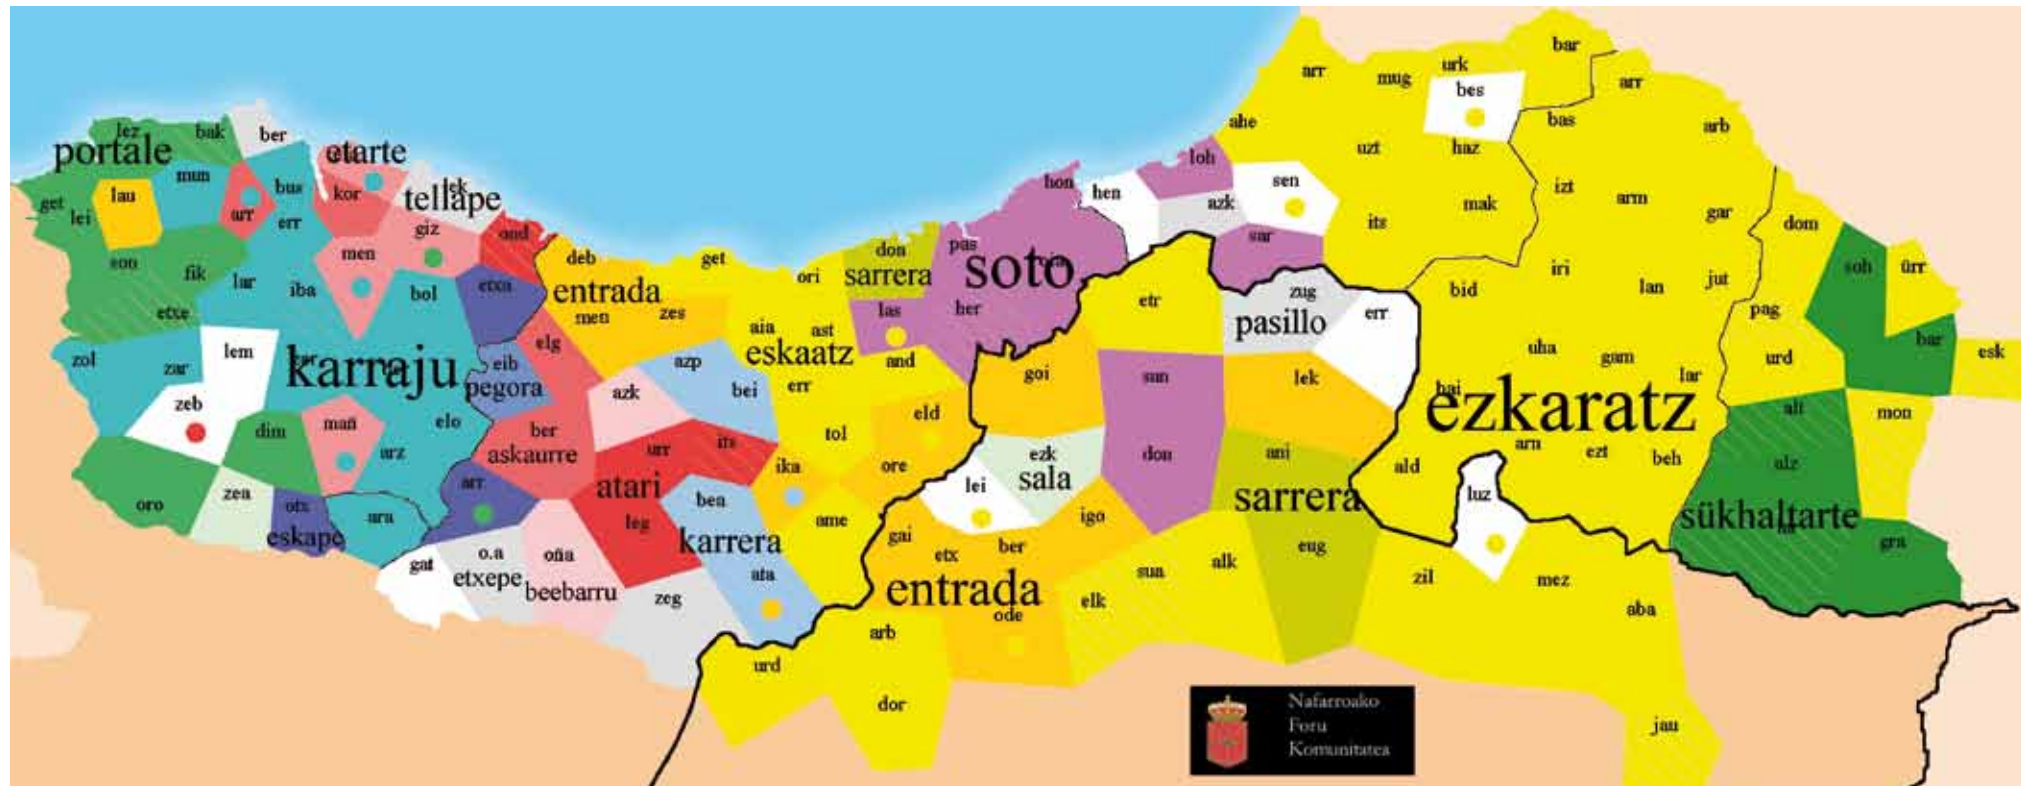 bar
arr
mug
urk
arr
bes
lez
bak
ber
ahe
bas
arb
portale
etarte
uzt
haz
loh
mun
lau
bus
kor
tellape
hon
hen
sen
izt
arm
get
lei
arr
err
azk
its
mak
gar
giz
ond
sar
dom
son
fik
men
deb
get
don
pas
soto
lar
iba
bol
etxa
entrada
ori
sarrera
iri
lan
jut
soh
ürr
etxe
men
zes
las
her
etr
zug
err
bid
pag
zol
zar
lem
karraju
elg
aia
ast
eskaatz
and
pasillo
uha
gam
urd
bar
esk
eib
pegora
azp
bei
err
goi
sun
lek
bai
lar
ezkaratz
zeb
dim
mañ
elo
azk
eld
alt
mon
arz
ber
askaurre
urr
its
tol
ika
ore
ezk
sala
don
ani
ald
arn
ezt
beh
alz
oro
zea
otx
eskape
ara
arr
atari
leg
bea
karrera
ame
lei
igo
sarrera
luz
sükhaltarte
gat
o.a
etxepe
oña
beebarru
ata
zeg
gai
etx
ber
entrada
ode
elk
sua
alk
eug
zil
mez
aba
gra
urd
arb
dor
jau
Nafarroako
Foru
Komunitatea